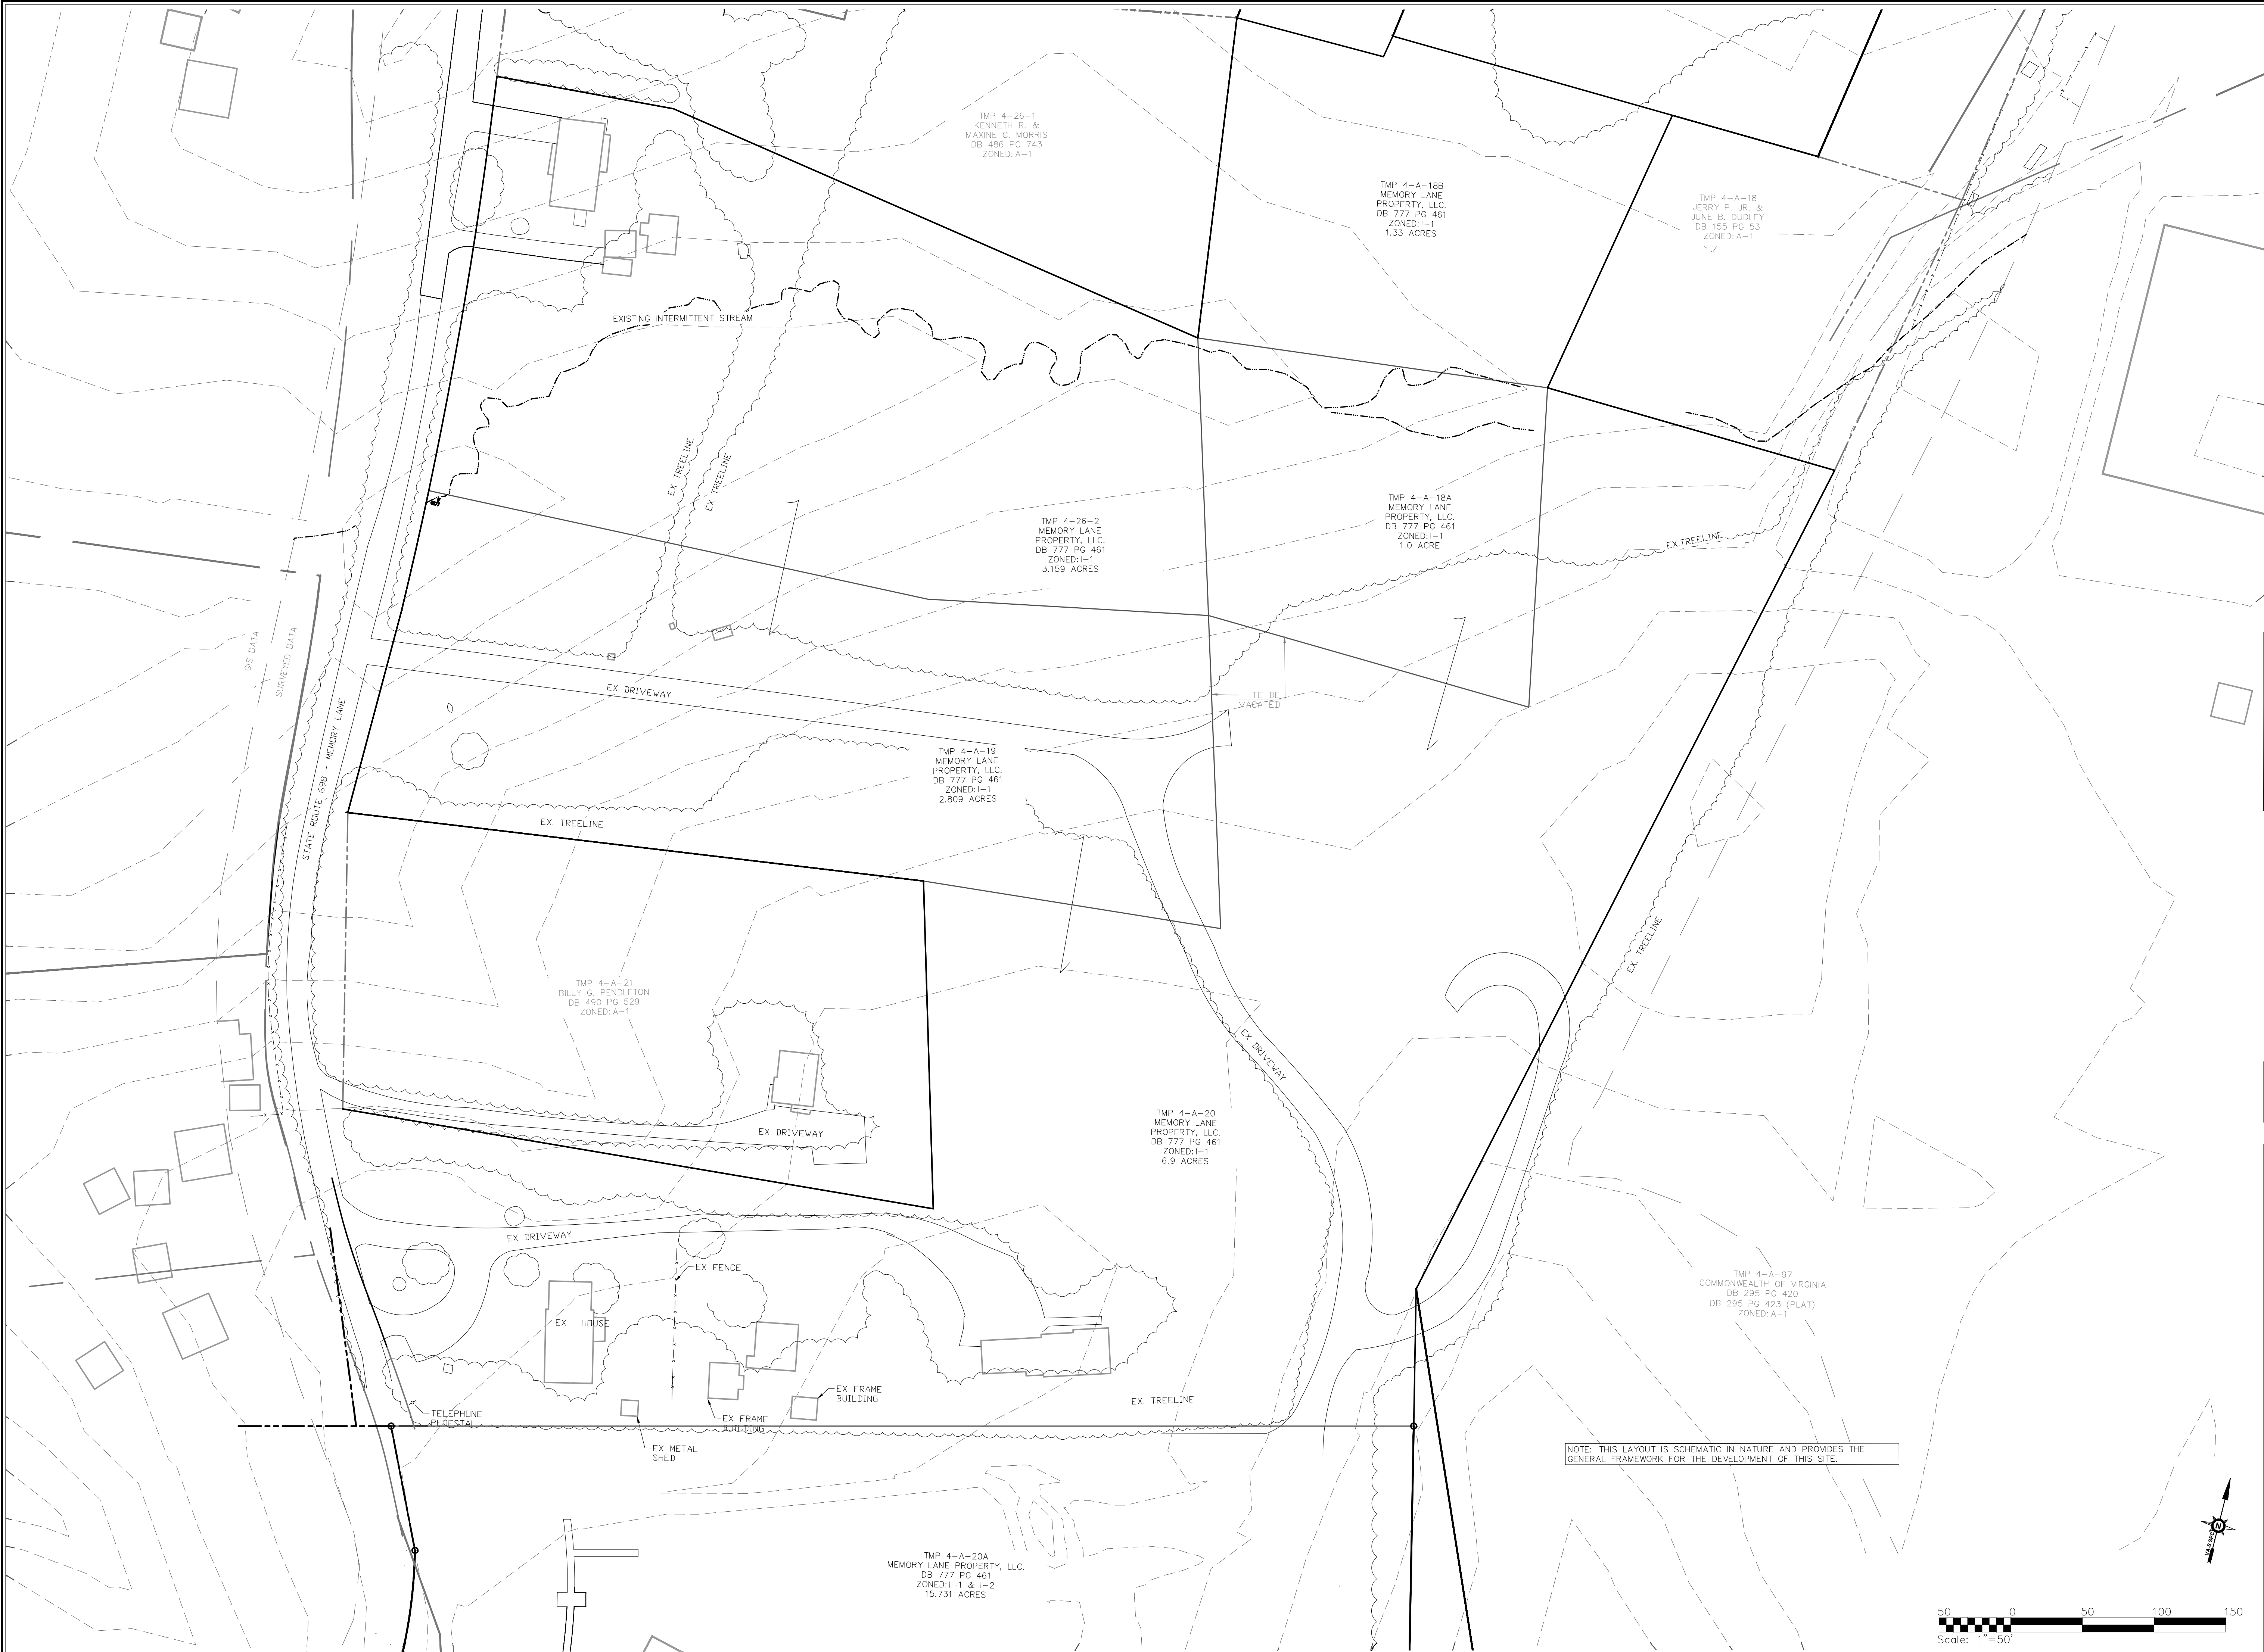 TMP 4-26-1
KENNETH R. &
MAXINE C. MORRIS
DB 486 PG 743
ZONED: A-1
TMP 4-A-18B
MEMORY LANE
PROPERTY, LLC.
DB 777 PG 461
ZONED: I-1
1.33 ACRES
TMP 4-A-18
JERRY P. JR. &
JUNE B. DUDLEY
DB 155 PG 53
ZONED: A-1
EXISTING INTERMITTENT STREAM
EX TREELINE
EX TREELINE
TMP 4-26-2
MEMORY LANE
PROPERTY, LLC.
DB 777 PG 461
ZONED: I-1
3.159 ACRES
TMP 4-A-18A
MEMORY LANE
PROPERTY, LLC.
DB 777 PG 461
ZONED: I-1
1.0 ACRE
EX.TREELINE
GIS DATA
SURVEYED DATA
STATE ROUTE 698 - MEMORY LANE
EX DRIVEWAY
TO BE
VACATED
TMP 4-A-19
MEMORY LANE
PROPERTY, LLC.
DB 777 PG 461
ZONED: I-1
2.809 ACRES
EX. TREELINE
EX. TREELINE
TMP 4-A-21
BILLY G. PENDLETON
DB 490 PG 529
ZONED: A-1
EX DRIVEWAY
EX DRIVEWAY
TMP 4-A-20
MEMORY LANE
PROPERTY, LLC.
DB 777 PG 461
ZONED: I-1
6.9 ACRES
EX DRIVEWAY
EX FENCE
EX HOUSE
TMP 4-A-97
COMMONWEALTH OF VIRGINIA
DB 295 PG 420
DB 295 PG 423 (PLAT)
ZONED: A-1
EX FRAME
BUILDING
EX. TREELINE
TELEPHONE
PEDESTAL
EX FRAME
BUILDING
EX METAL
SHED
NOTE: THIS LAYOUT IS SCHEMATIC IN NATURE AND PROVIDES THE
GENERAL FRAMEWORK FOR THE DEVELOPMENT OF THIS SITE.
TMP 4-A-20A
MEMORY LANE PROPERTY, LLC.
DB 777 PG 461
ZONED: I-1 & I-2
15.731 ACRES
N
VA-S SPC
50 0 50 100 150
Scale: 1"=50'